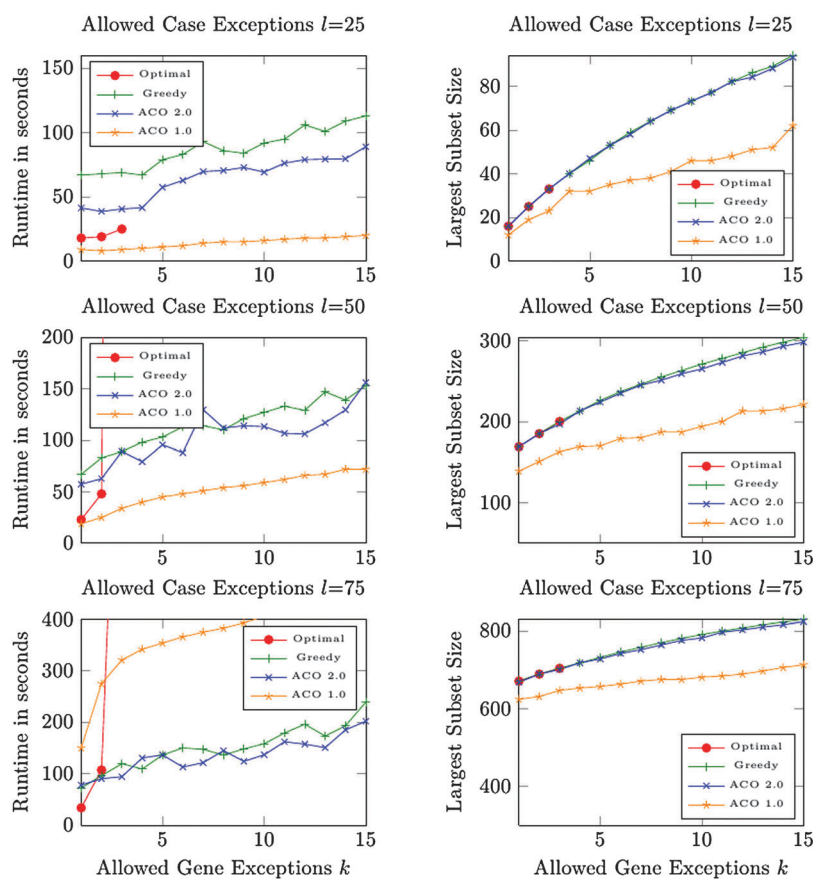 Allowed Case Exceptions l=25
Runtime in seconds
150
100
50
0
5
10
15
Optimal
Greedy
ACO 2.0
ACO 1.0
Allowed Case Exceptions l=25
Largest Subset Size
80
60
40
20
0
5
10
15
Optimal
Greedy
ACO 2.0
ACO 1.0
Allowed Case Exceptions l=50
Runtime in seconds
200
150
100
50
0
5
10
15
Optimal
Greedy
ACO 2.0
ACO 1.0
Allowed Case Exceptions l=50
Largest Subset Size
300
200
100
5
10
15
Optimal
Greedy
ACO 2.0
ACO 1.0
Allowed Case Exceptions l=75
Runtime in seconds
400
300
200
100
0
5
10
15
Optimal
Greedy
ACO 2.0
ACO 1.0
Allowed Gene Exceptions k
Allowed Case Exceptions l=75
Largest Subset Size
800
600
400
5
10
15
Optimal
Greedy
ACO 2.0
ACO 1.0
Allowed Gene Exceptions k